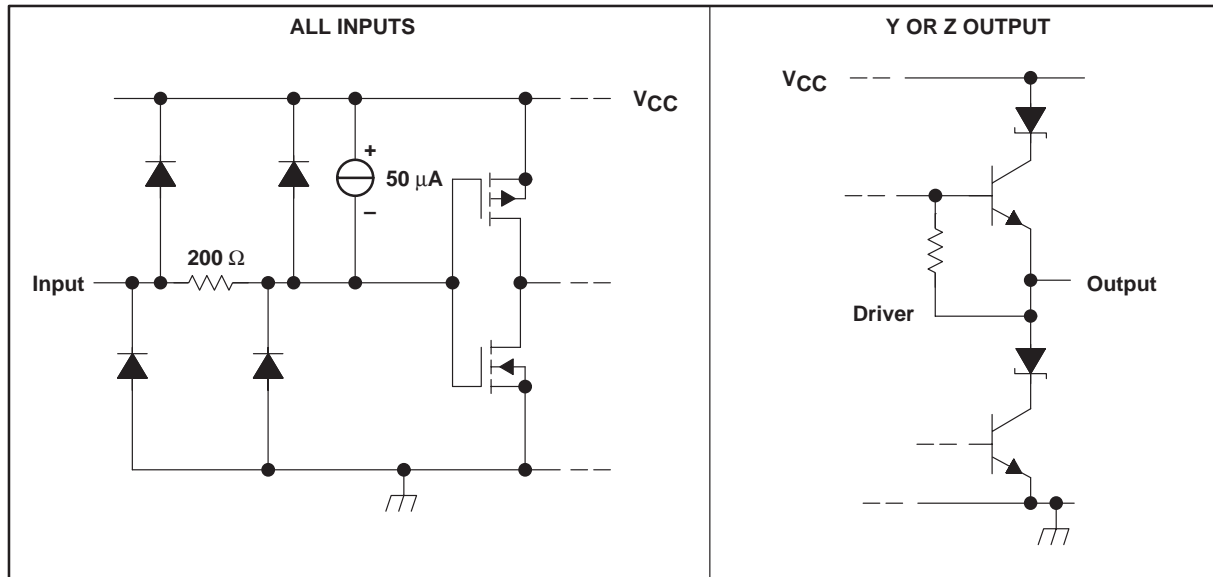 ALL INPUTS
VCC
+
50 μA
−
200 Ω
Input
Y OR Z OUTPUT
VCC
Output
Driver